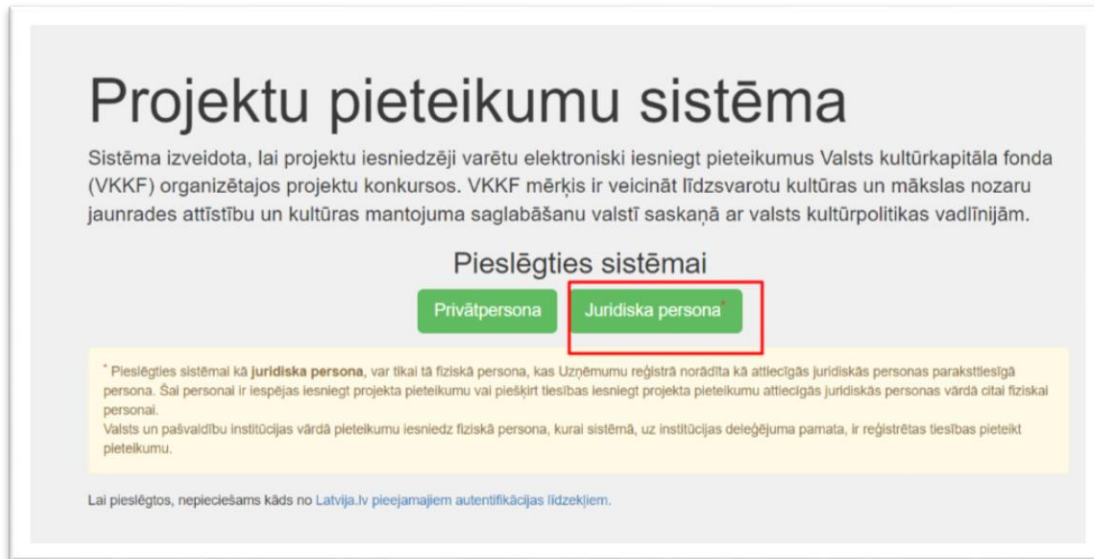 Projektu pieteikumu sistēma
Sistēma izveidota, lai projektu iesniedzēji varētu elektroniski iesniegt pieteikumus Valsts kultūrkapitāla fonda
(VKKF) organizētajos projektu konkursos. VKKF mērķis ir veicināt līdzsvarotu kultūras un mākslas nozaru
jaunrades attīstību un kultūras mantojuma saglabāšanu valstī saskaņā ar valsts kultūrpolitikas vadlīnijām.
Pieslēgties sistēmai
Privātpersona
Juridiska persona*
* Pieslēgties sistēmai kā juridiska persona, var tikai tā fiziskā persona, kas Uzņēmumu reģistrā norādīta kā attiecīgās juridiskās personas paraksttiesīgā
persona. Šai personai ir iespējas iesniegt projekta pieteikumu vai piešķirt tiesības iesniegt projekta pieteikumu attiecīgās juridiskās personas vārdā citai fiziskai
personai.
Valsts un pašvaldību institūcijas vārdā pieteikumu iesniedz fiziskā persona, kurai sistēmā, uz institūcijas deleģējuma pamata, ir reģistrētas tiesības pieteikt
pieteikumu.
Lai pieslēgtos, nepieciešams kāds no Latvija.lv pieejamajiem autentifikācijas līdzekļiem.